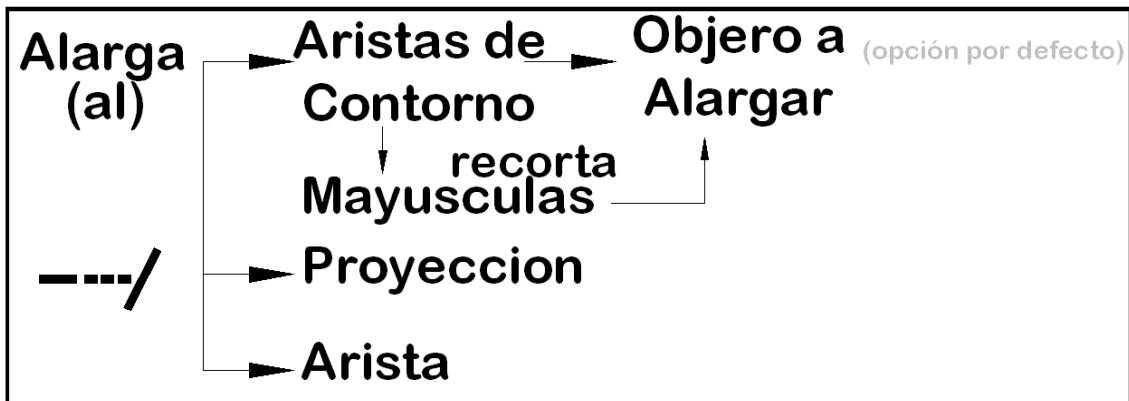 Alarga
(al)
Aristas de
Contorno
Objero a
Alargar
(opción por defecto)
recorta
Mayusculas
Proyeccion
Arista